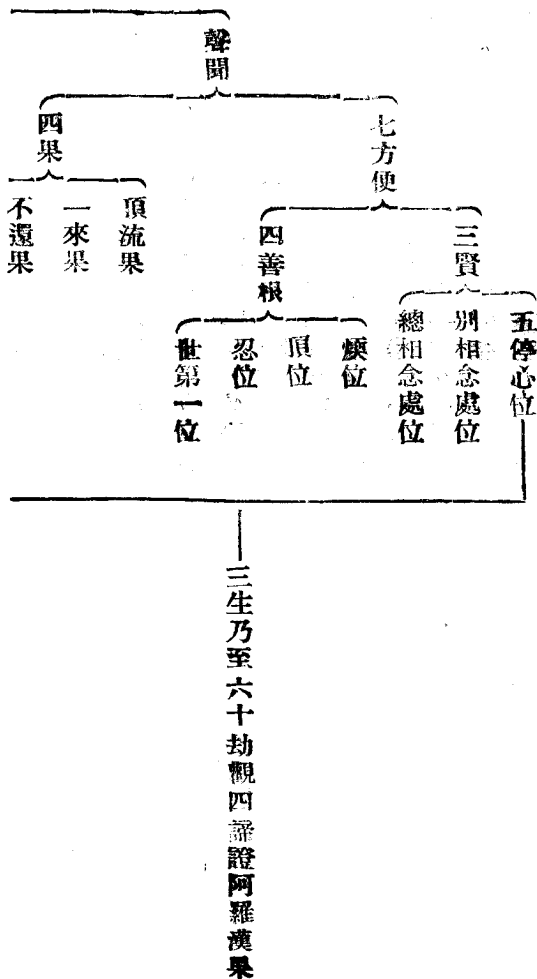 聲聞
七方便
三賢
五停心位
別相念處位
總相念處位
四善根
煗位
頂位
忍位
世第一位
四果
頂流果
一來果
不還果
三生乃至六十劫觀四諦證阿羅漢果